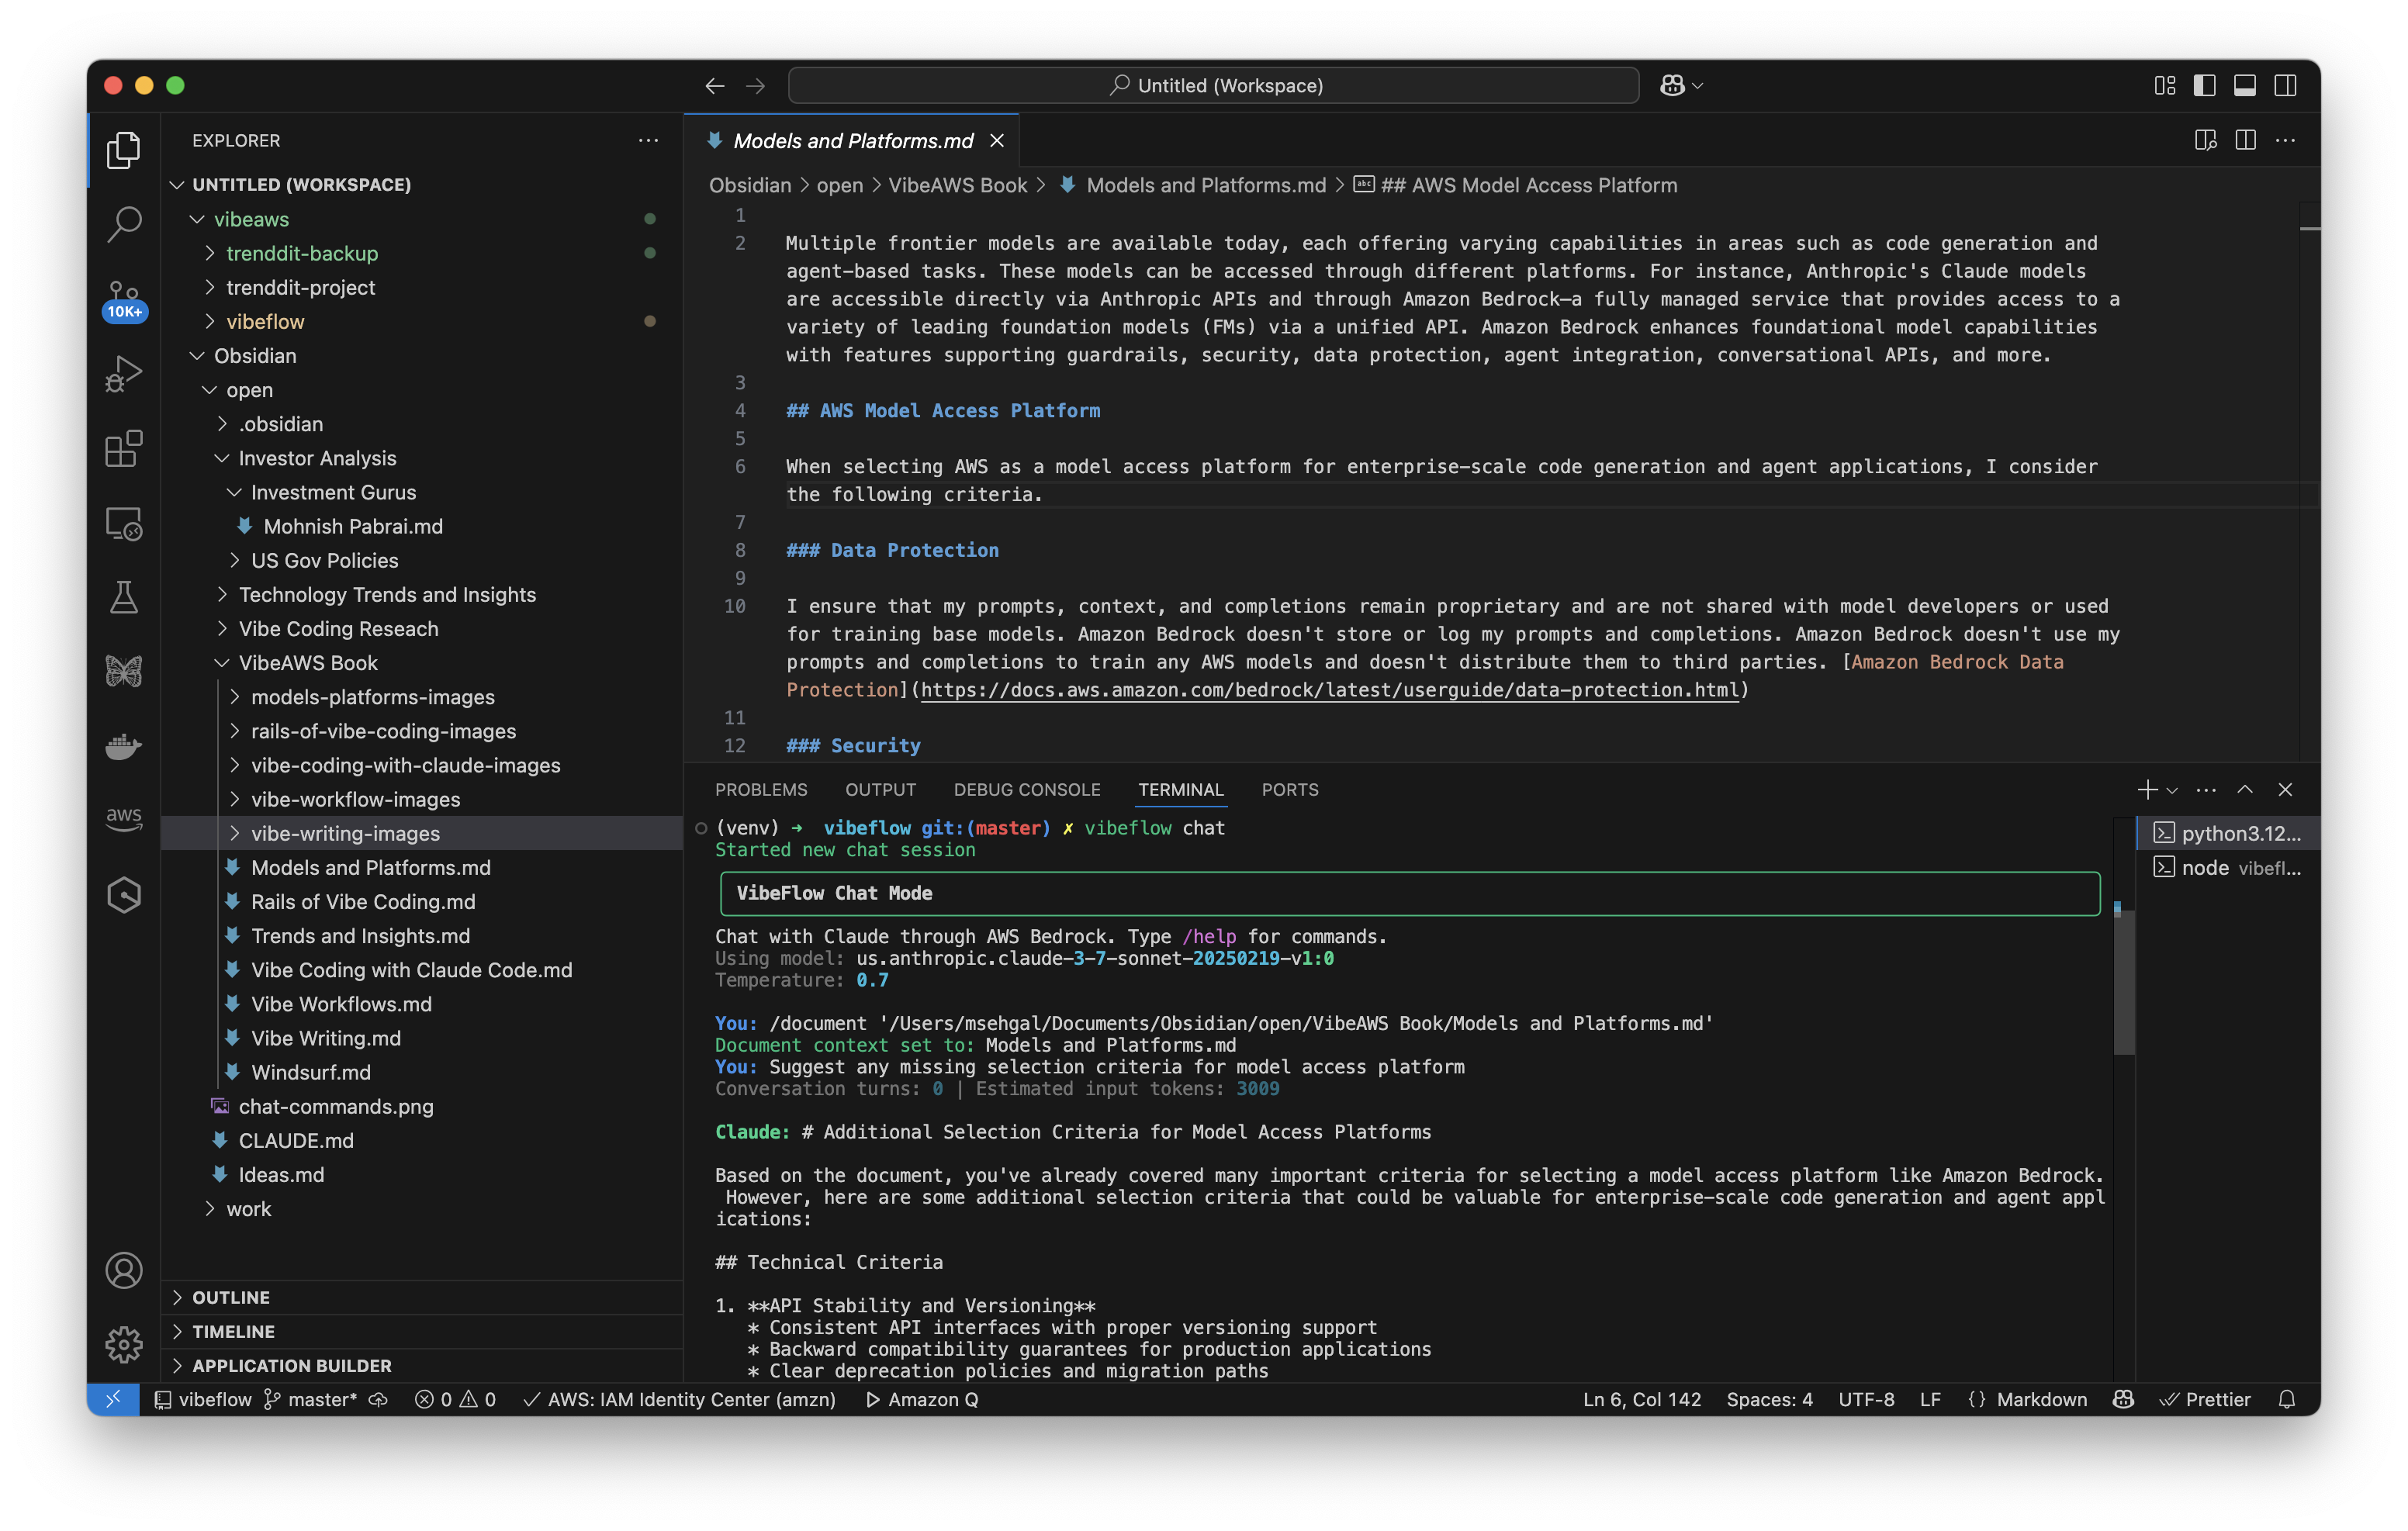 Untitled (Workspace)
EXPLORER
UNTITLED (WORKSPACE)
vibeaws
trenddit-backup
trenddit-project
vibeflow
Obsidian
open
.obsidian
Investor Analysis
Investment Gurus
Mohnish Pabrai.md
US Gov Policies
Technology Trends and Insights
Vibe Coding Reseach
VibeAWS Book
models-platforms-images
rails-of-vibe-coding-images
vibe-coding-with-claude-images
vibe-workflow-images
vibe-writing-images
Models and Platforms.md
Rails of Vibe Coding.md
Trends and Insights.md
Vibe Coding with Claude Code.md
Vibe Workflows.md
Vibe Writing.md
Windsurf.md
chat-commands.png
CLAUDE.md
Ideas.md
work
OUTLINE
TIMELINE
APPLICATION BUILDER
10K+
aws
Models and Platforms.md
Obsidian > open > VibeAWS Book > Models and Platforms.md > abc ## AWS Model Access Platform
1
2 Multiple frontier models are available today, each offering varying capabilities in areas such as code generation and
agent-based tasks. These models can be accessed through different platforms. For instance, Anthropic's Claude models
are accessible directly via Anthropic APIs and through Amazon Bedrock—a fully managed service that provides access to a
variety of leading foundation models (FMs) via a unified API. Amazon Bedrock enhances foundational model capabilities
with features supporting guardrails, security, data protection, agent integration, conversational APIs, and more.
3
4 ## AWS Model Access Platform
5
6 When selecting AWS as a model access platform for enterprise-scale code generation and agent applications, I consider
the following criteria.
7
8 ### Data Protection
9
10 I ensure that my prompts, context, and completions remain proprietary and are not shared with model developers or used
for training base models. Amazon Bedrock doesn't store or log my prompts and completions. Amazon Bedrock doesn't use my
prompts and completions to train any AWS models and doesn't distribute them to third parties. [Amazon Bedrock Data
Protection](https://docs.aws.amazon.com/bedrock/latest/userguide/data-protection.html)
11
12 ### Security
PROBLEMS OUTPUT DEBUG CONSOLE TERMINAL PORTS
(venv) ➜ vibeflow git:(master) ✗ vibeflow chat
Started new chat session
VibeFlow Chat Mode
Chat with Claude through AWS Bedrock. Type /help for commands.
Using model: us.anthropic.claude-3-7-sonnet-20250219-v1:0
Temperature: 0.7
You: /document '/Users/msehgal/Documents/Obsidian/open/VibeAWS Book/Models and Platforms.md'
Document context set to: Models and Platforms.md
You: Suggest any missing selection criteria for model access platform
Conversation turns: 0 | Estimated input tokens: 3009
Claude: # Additional Selection Criteria for Model Access Platforms
Based on the document, you've already covered many important criteria for selecting a model access platform like Amazon Bedrock.
However, here are some additional selection criteria that could be valuable for enterprise-scale code generation and agent appl
ications:
## Technical Criteria
1. **API Stability and Versioning**
* Consistent API interfaces with proper versioning support
* Backward compatibility guarantees for production applications
* Clear deprecation policies and migration paths
python3.12...
node vibefl...
vibeflow master* 0 0 AWS: IAM Identity Center (amzn) Amazon Q Ln 6, Col 142 Spaces: 4 UTF-8 LF {} Markdown Prettier